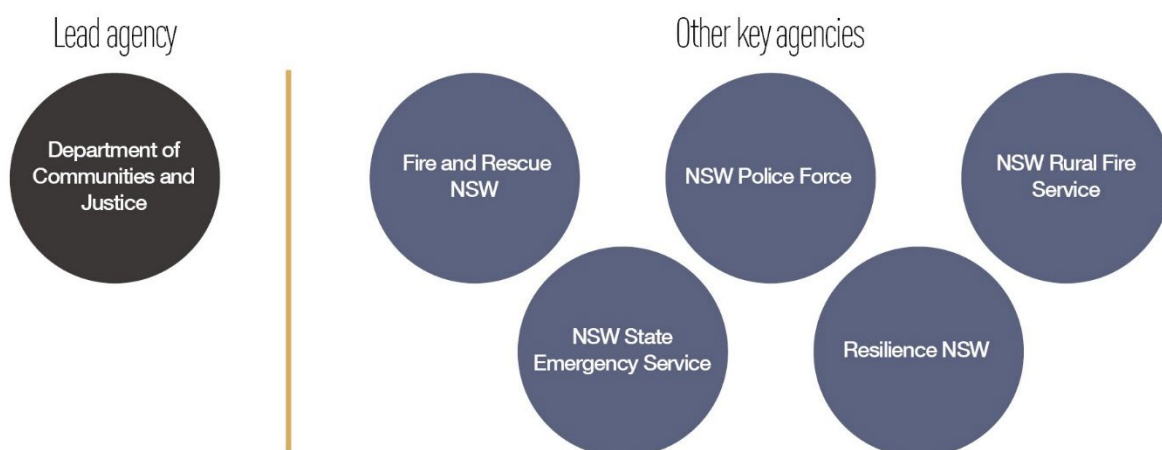 Lead agency
Other key agencies
Department of
Communities and
Justice
Fire and Rescue
NSW
NSW Police Force
NSW Rural Fire
Service
NSW State
Emergency Service
Resilience NSW